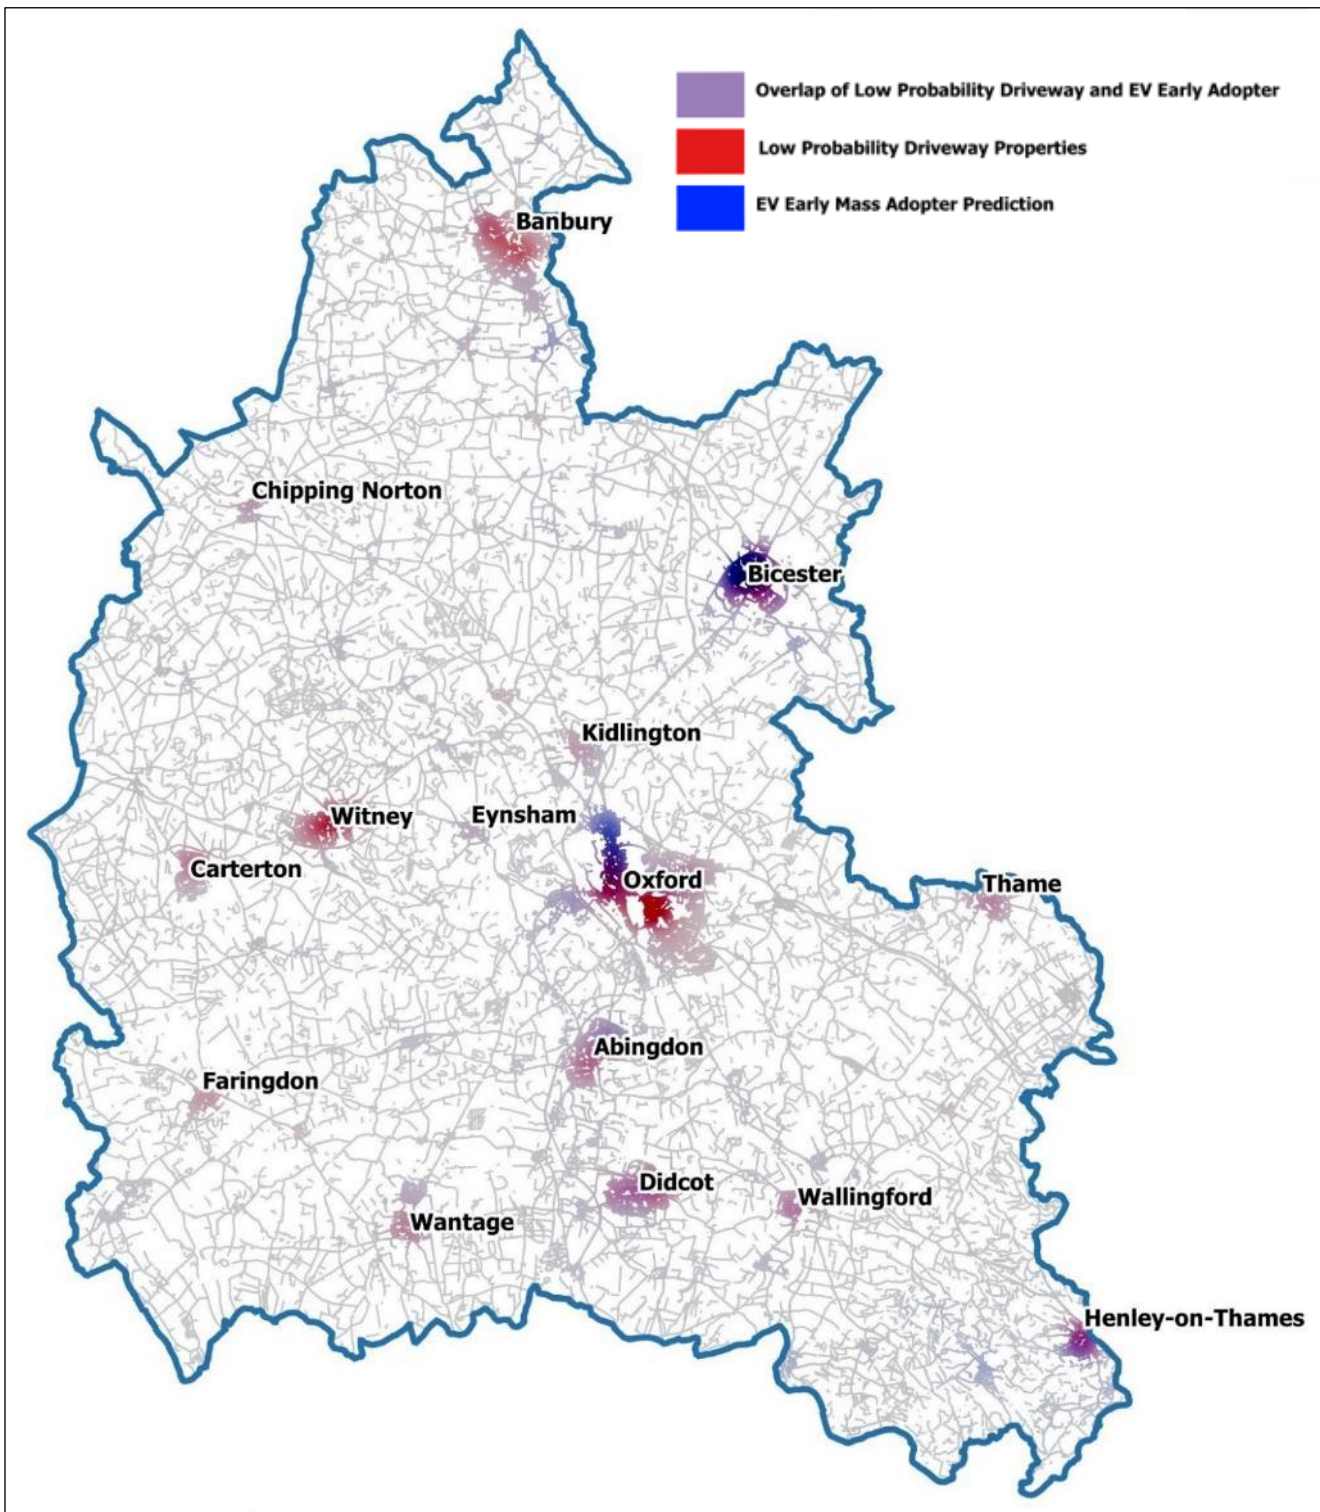 Overlap of Low Probability Driveway and EV Early Adopter
Low Probability Driveway Properties
EV Early Mass Adopter Prediction
Banbury
Chipping Norton
Bicester
Kidlington
Witney
Eynsham
Carterton
Oxford
Thame
Abingdon
Faringdon
Didcot
Wallingford
Wantage
Henley-on-Thames